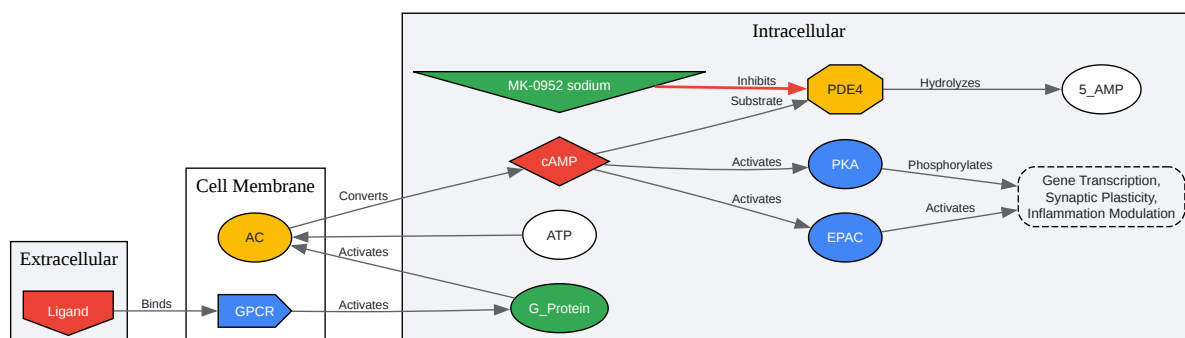 Intracellular
MK-0952 sodium
Inhibits
PDE4
Hydrolyzes
5_AMP
Substrate
cAMP
Activates
PKA
Phosphorylates
Cell Membrane
Converts
Activates
Gene Transcription,
Synaptic Plasticity,
Inflammation Modulation
AC
ATP
EPAC
Activates
Extracellular
Activates
Ligand
Binds
GPCR
Activates
G_Protein